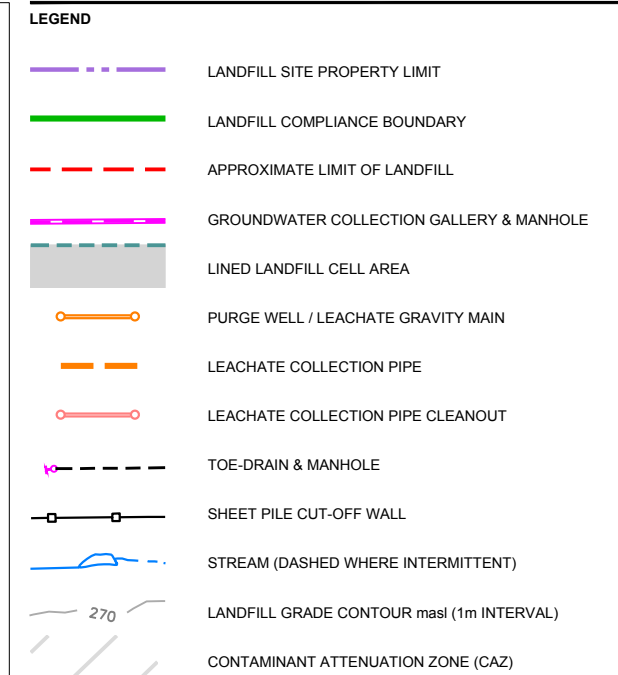 LEGEND
LANDFILL SITE PROPERTY LIMIT
LANDFILL COMPLIANCE BOUNDARY
APPROXIMATE LIMIT OF LANDFILL
GROUNDWATER COLLECTION GALLERY & MANHOLE
LINED LANDFILL CELL AREA
PURGE WELL / LEACHATE GRAVITY MAIN
LEACHATE COLLECTION PIPE
LEACHATE COLLECTION PIPE CLEANOUT
TOE-DRAIN & MANHOLE
SHEET PILE CUT-OFF WALL
STREAM (DASHED WHERE INTERMITTENT)
270 LANDFILL GRADE CONTOUR masl (1m INTERVAL)
CONTAMINANT ATTENUATION ZONE (CAZ)